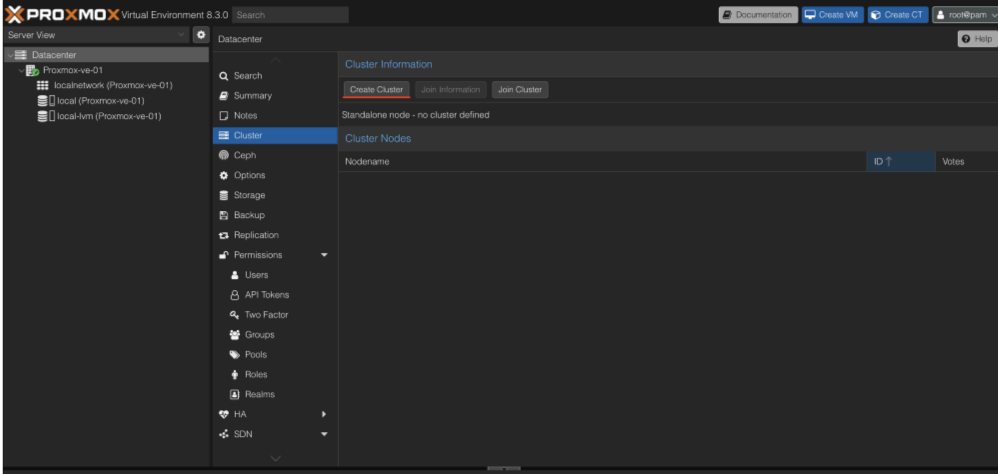 PROXMOX Virtual Environment 8.3.0 Search Documentation Create VM Create CT root@pam
Server View
Datacenter
Proxmox-ve-01
localnetwork (Proxmox-ve-01)
local (Proxmox-ve-01)
local-lvm (Proxmox-ve-01)
Datacenter Help
Search
Summary
Notes
Cluster
Ceph
Options
Storage
Backup
Replication
Permissions
Users
API Tokens
Two Factor
Groups
Pools
Roles
Realms
HA
SDN
Cluster Information
Create Cluster Join Information Join Cluster
Standalone node - no cluster defined
Cluster Nodes
Nodename ID ↑ Votes